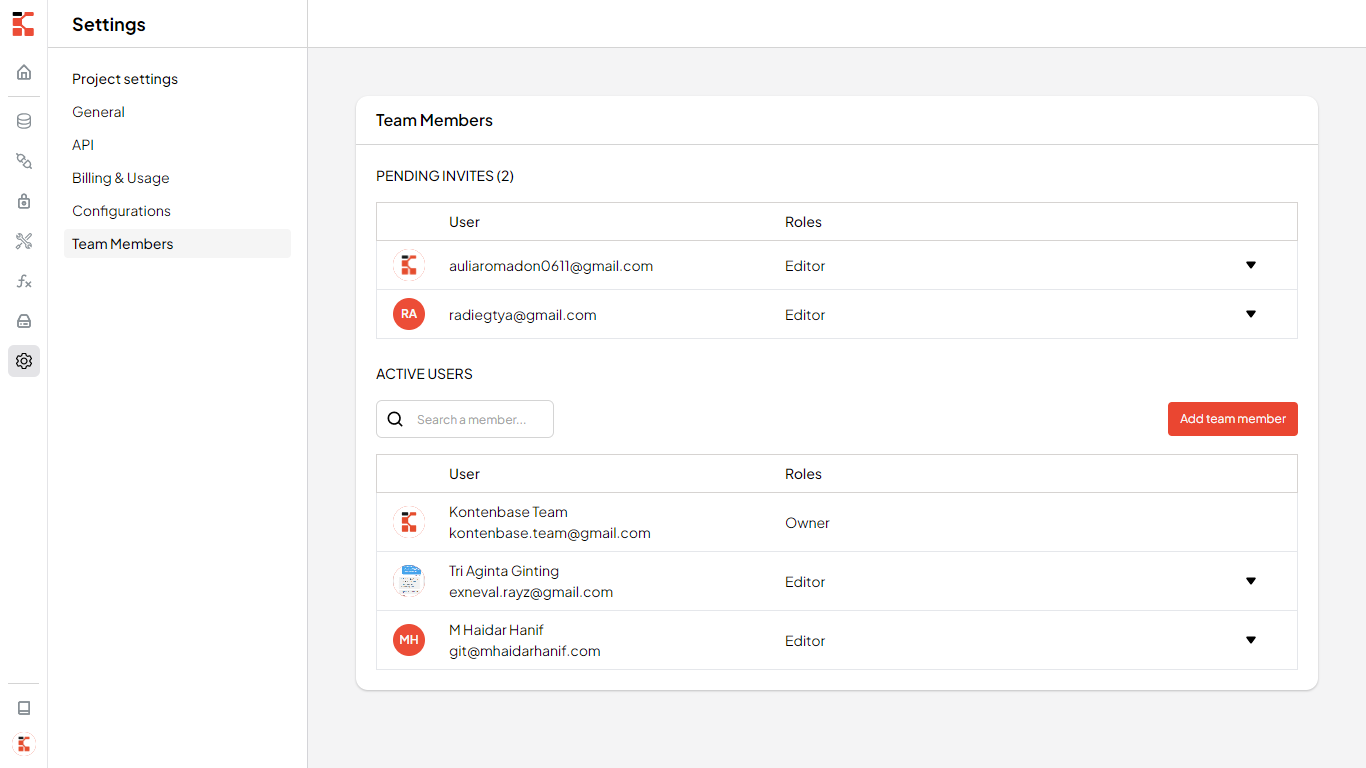 Settings
Project settings
General
API
Billing & Usage
Configurations
Team Members
Team Members
PENDING INVITES (2)
User Roles
auliaromadon0611@gmail.com Editor
RA radiegtya@gmail.com Editor
ACTIVE USERS
Search a member... Add team member
User Roles
Kontenbase Team
kontenbase.team@gmail.com Owner
Tri Aginta Ginting
exneval.rayz@gmail.com Editor
MH M Haidar Hanif
git@mhaidarhanif.com Editor